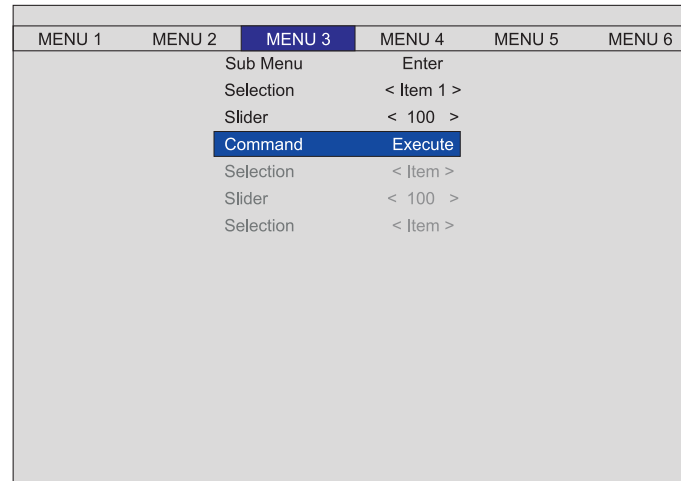 MENU 1 MENU 2 MENU 3 MENU 4 MENU 5 MENU 6
Sub Menu Enter
Selection < Item 1 >
Slider < 100 >
Command Execute
Selection < Item >
Slider < 100 >
Selection < Item >